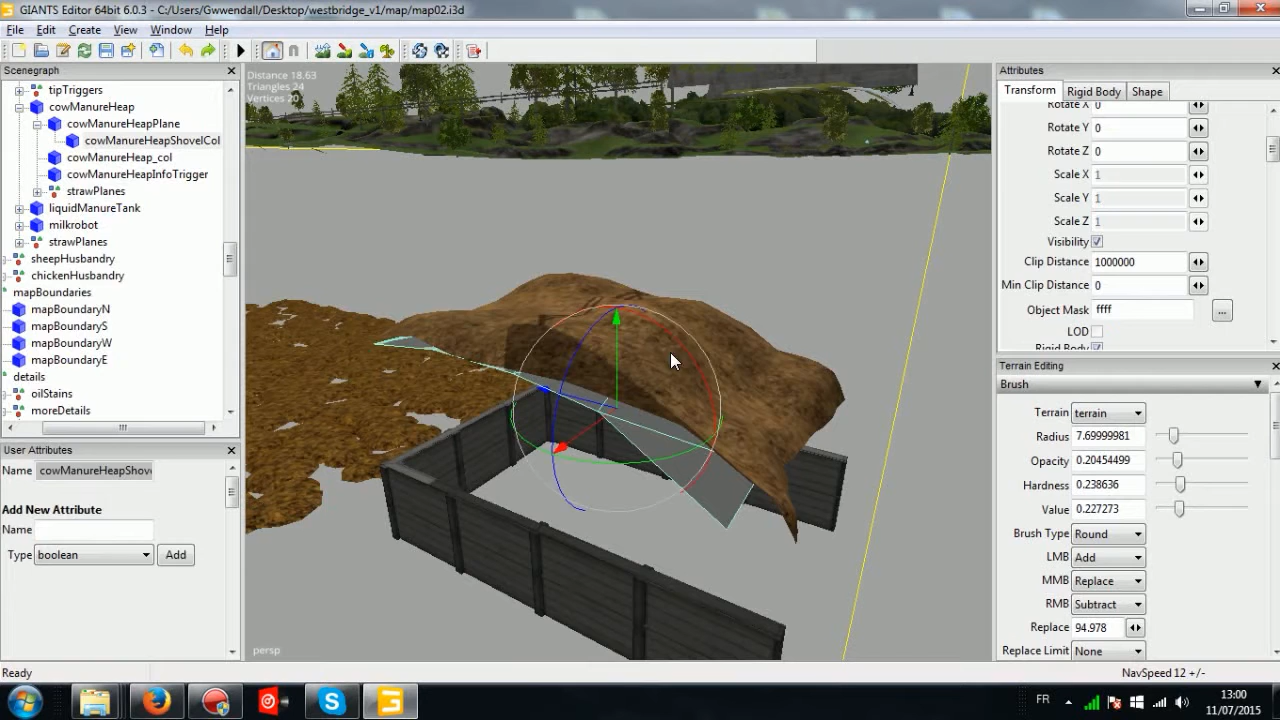 GIANTS Editor 64bit 6.0.3 - C:/Users/Gwwendall/Desktop/westbridge_v1/map/map02.i3d
File Edit Create View Window Help
Scenegraph
tipTriggers
cowManureHeap
cowManureHeapPlane
cowManureHeapShovelCol
cowManureHeap_col
cowManureHeapInfoTrigger
strawPlanes
liquidManureTank
milkrobot
strawPlanes
sheepHusbandry
chickenHusbandry
mapBoundaries
mapBoundaryN
mapBoundaryS
mapBoundaryW
mapBoundaryE
details
oilStains
moreDetails
User Attributes
Name cowManureHeapShov
Add New Attribute
Name
Type boolean Add
Distance 18.63
Triangles 24
Vertices 20
persp
Attributes
Transform Rigid Body Shape
Rotate X 0
Rotate Y 0
Rotate Z 0
Scale X 1
Scale Y 1
Scale Z 1
Visibility
Clip Distance 1000000
Min Clip Distance 0
Object Mask ffff ...
LOD
Rigid Body
Terrain Editing
Brush
Terrain: terrain
Radius 7.69999981
Opacity 0.20454499
Hardness 0.238636
Value 0.227273
Brush Type Round
LMB Add
MMB Replace
RMB Subtract
Replace 94.978
Replace Limit None
Ready
NavSpeed 12 +/-
FR
13:00
11/07/2015